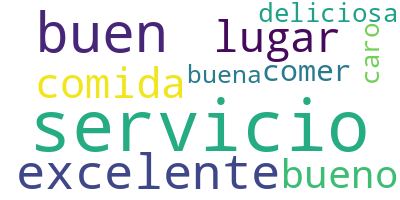 deliciosa
buen lugar
caro
buena comer
comida
servicio
excelente bueno